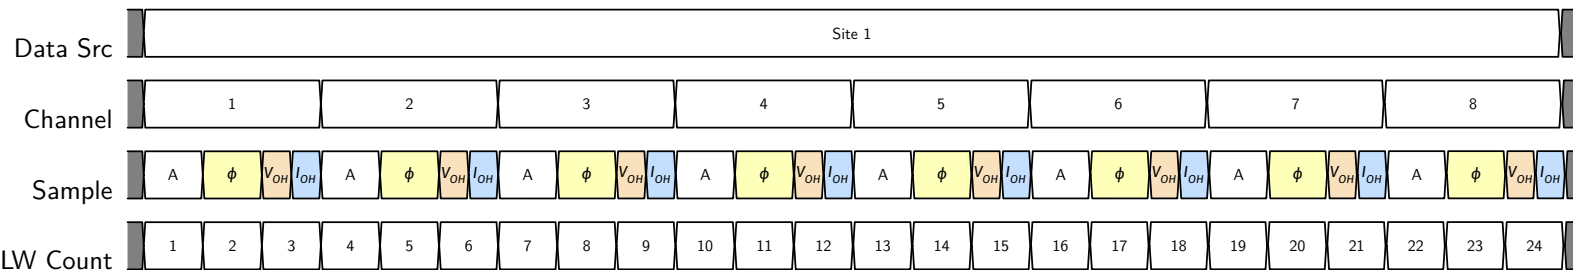 Data Src Site 1
Channel 1 2 3 4 5 6 7 8
Sample A ϕ V_OH I_OH A ϕ V_OH I_OH A ϕ V_OH I_OH A ϕ V_OH I_OH A ϕ V_OH I_OH A ϕ V_OH I_OH A ϕ V_OH I_OH A ϕ V_OH I_OH
LW Count 1 2 3 4 5 6 7 8 9 10 11 12 13 14 15 16 17 18 19 20 21 22 23 24